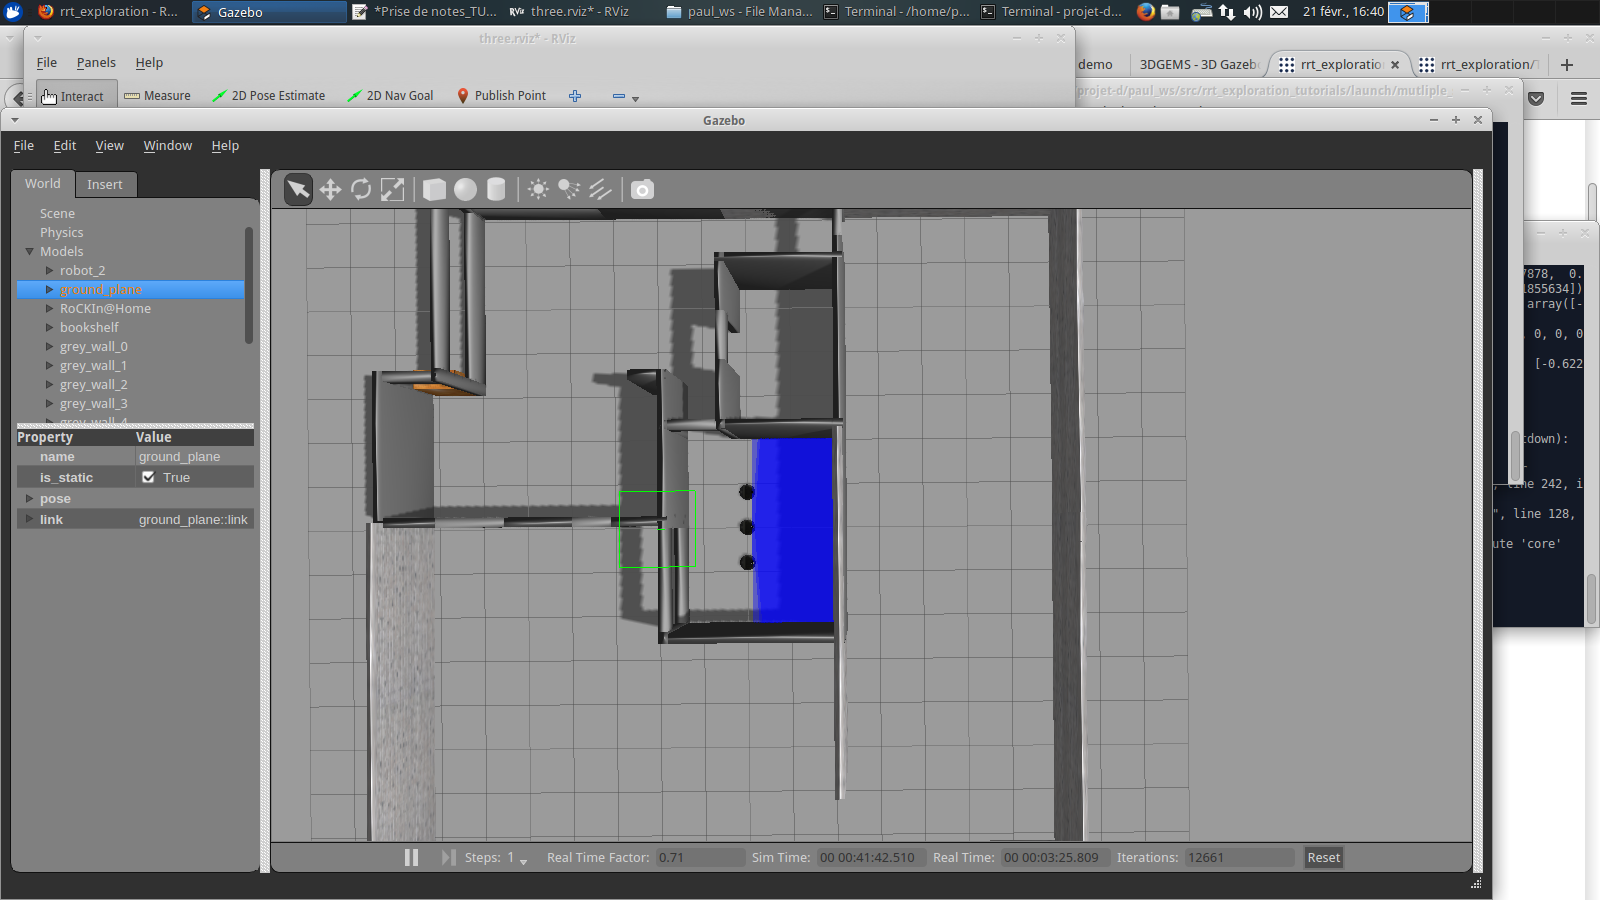 rrt_exploration - R...
Gazebo
*Prise de notes_TU...
RViz
three.rviz* - RViz
paul_ws - File Mana...
Terminal - /home/p...
Terminal - projet-d...
21 févr., 16:40
three.rviz* - RViz
File Panels Help
demo
3DGEMS - 3D Gazeb
rrt_exploratio
rrt_exploration/
Interact
Measure
2D Pose Estimate
2D Nav Goal
Publish Point
projet-d/paul_ws/src/rrt_exploration_tutorials/launch/mutliple_
Gazebo
File Edit View Window Help
World Insert
Scene
Physics
Models
robot_2
ground_plane
RoCKIn@Home
bookshelf
grey_wall_0
grey_wall_1
grey_wall_2
grey_wall_3
grey_wall_4
Property Value
name ground_plane
is_static True
pose
link ground_plane::link
7878, 0.
1855634])
array([-
0, 0, 0
[-0.622
tdown):
, line 242, i
", line 128,
ute 'core'
Steps: 1
Real Time Factor: 0.71
Sim Time: 00 00:41:42.510
Real Time: 00 00:03:25.809
Iterations: 12661
Reset